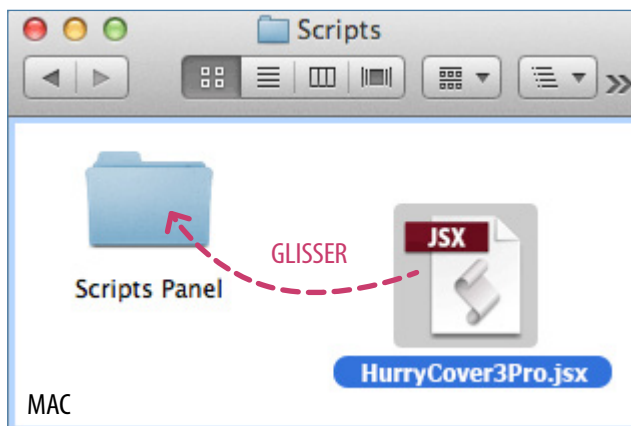 Scripts
GLISSER
JSX
Scripts Panel
HurryCover3Pro.jsx
MAC